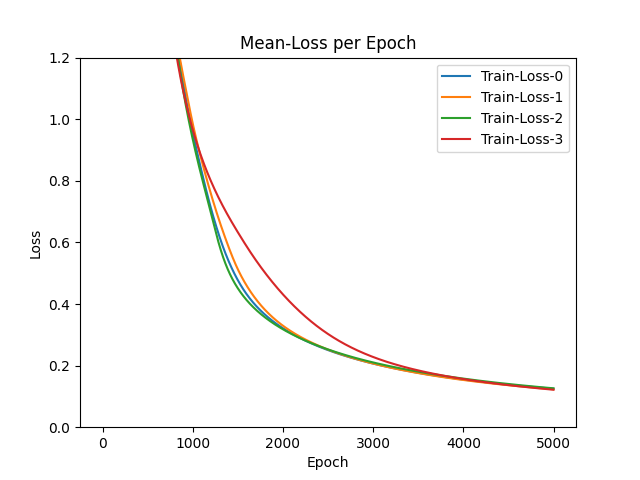 Mean-Loss per Epoch
Train-Loss-0
Train-Loss-1
Train-Loss-2
Train-Loss-3
Loss
1.2
1.0
0.8
0.6
0.4
0.2
0.0
0 1000 2000 3000 4000 5000
Epoch